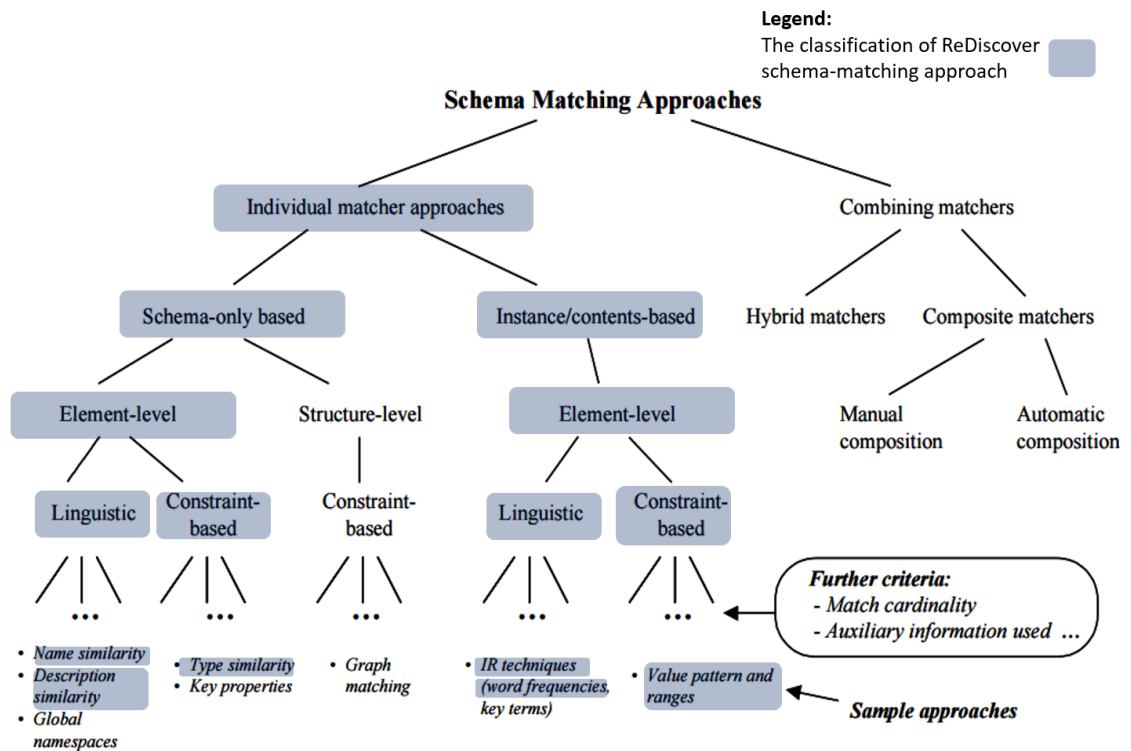 Legend:
The classification of ReDiscover
schema-matching approach
Schema Matching Approaches
Individual matcher approaches
Combining matchers
Schema-only based
Instance/contents-based
Hybrid matchers
Composite matchers
Element-level
Structure-level
Element-level
Manual
composition
Automatic
composition
Linguistic
Constraint-
based
Constraint-
based
Linguistic
Constraint-
based
Further criteria:
- Match cardinality
- Auxiliary information used ...
...
...
...
...
...
• Name similarity
• Description
similarity
• Global
namespaces
• Type similarity
• Key properties
• Graph
matching
• IR techniques
(word frequencies,
key terms)
• Value pattern and
ranges
Sample approaches